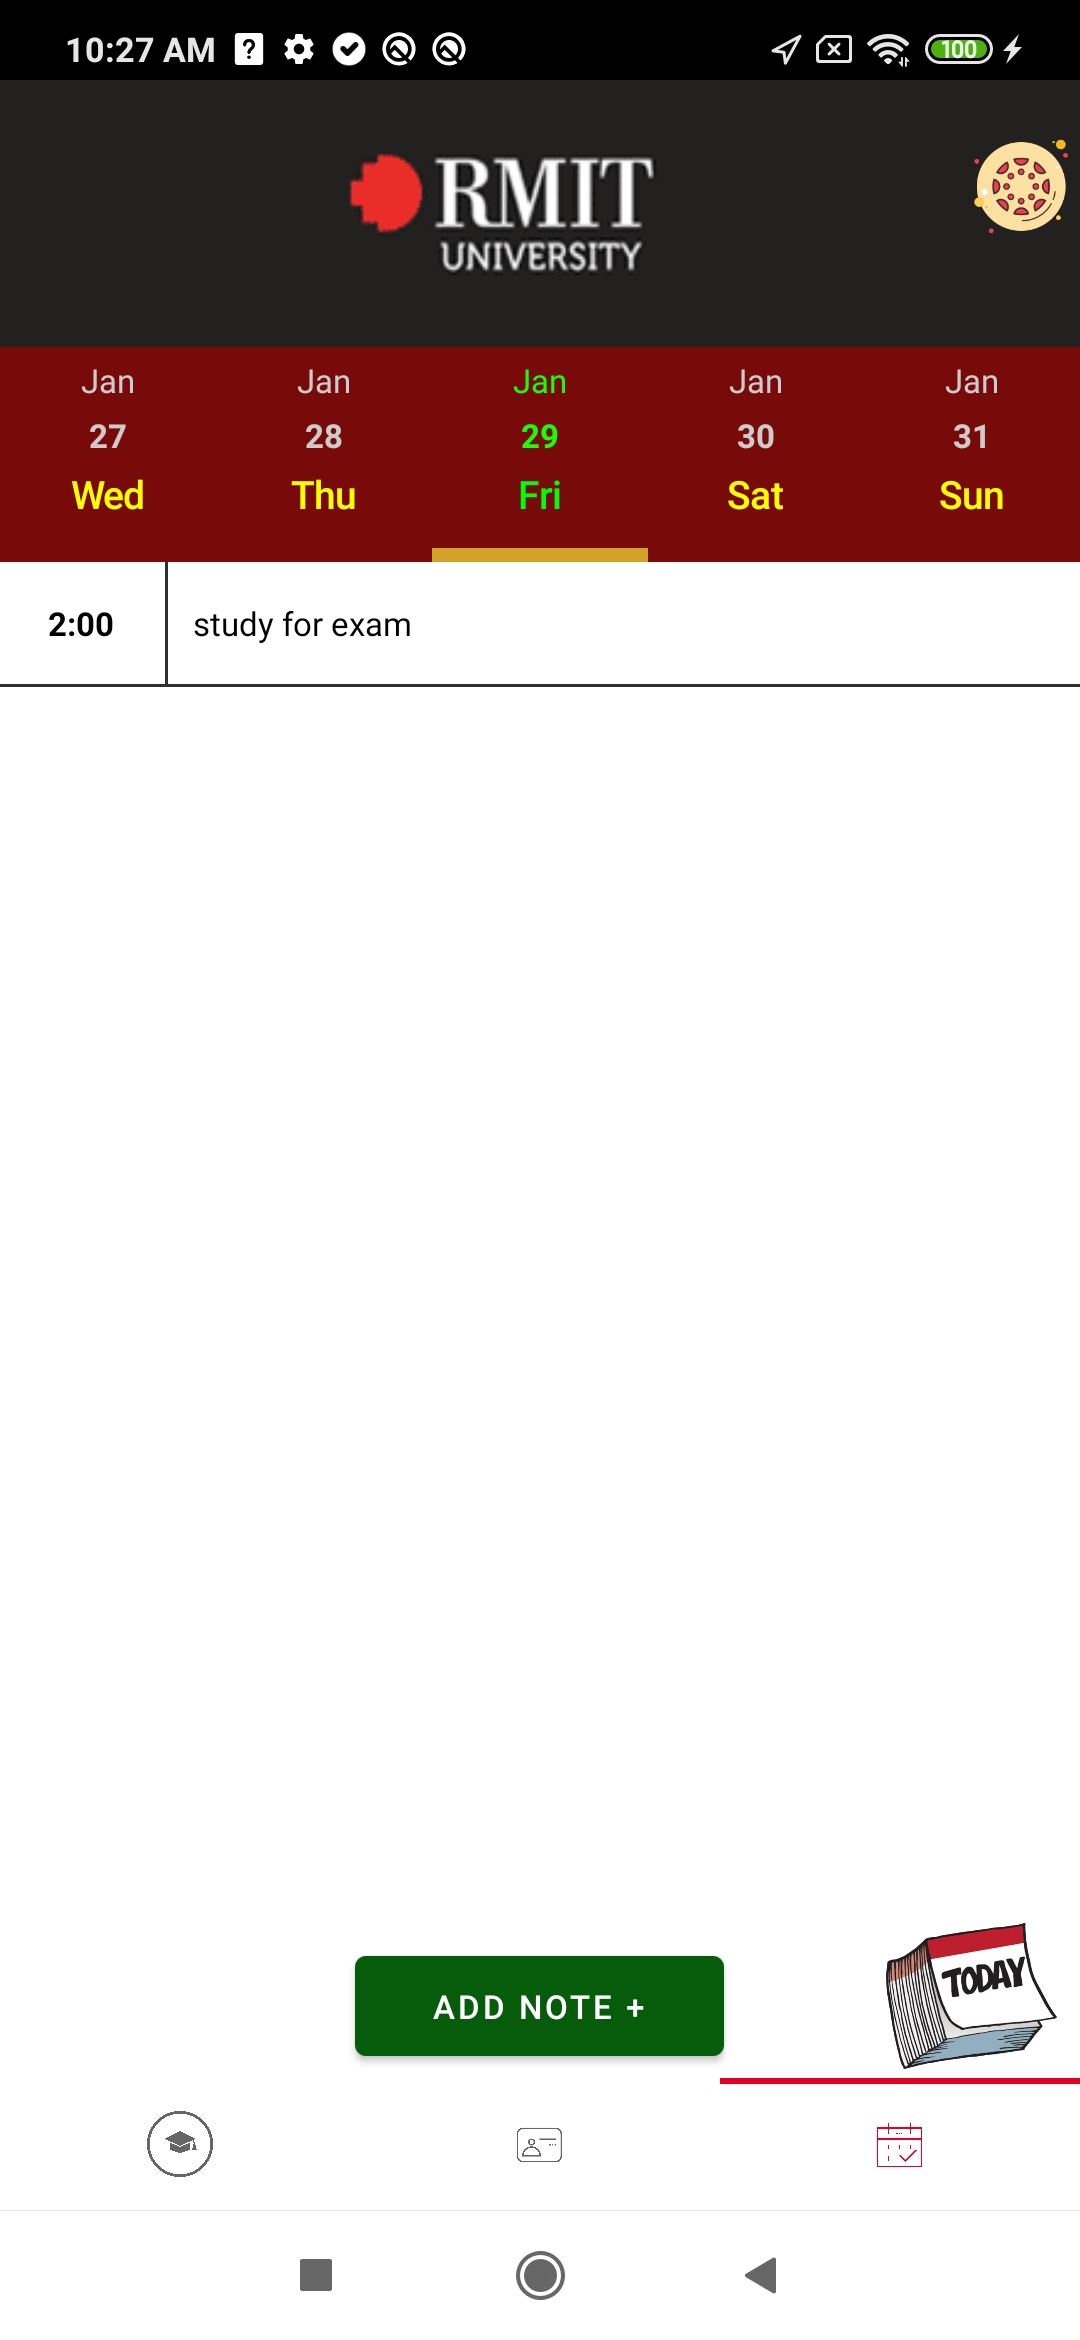 10:27 AM
100
RMIT
UNIVERSITY
Jan Jan Jan Jan Jan
27 28 29 30 31
Wed Thu Fri Sat Sun
2:00 study for exam
TODAY
ADD NOTE +